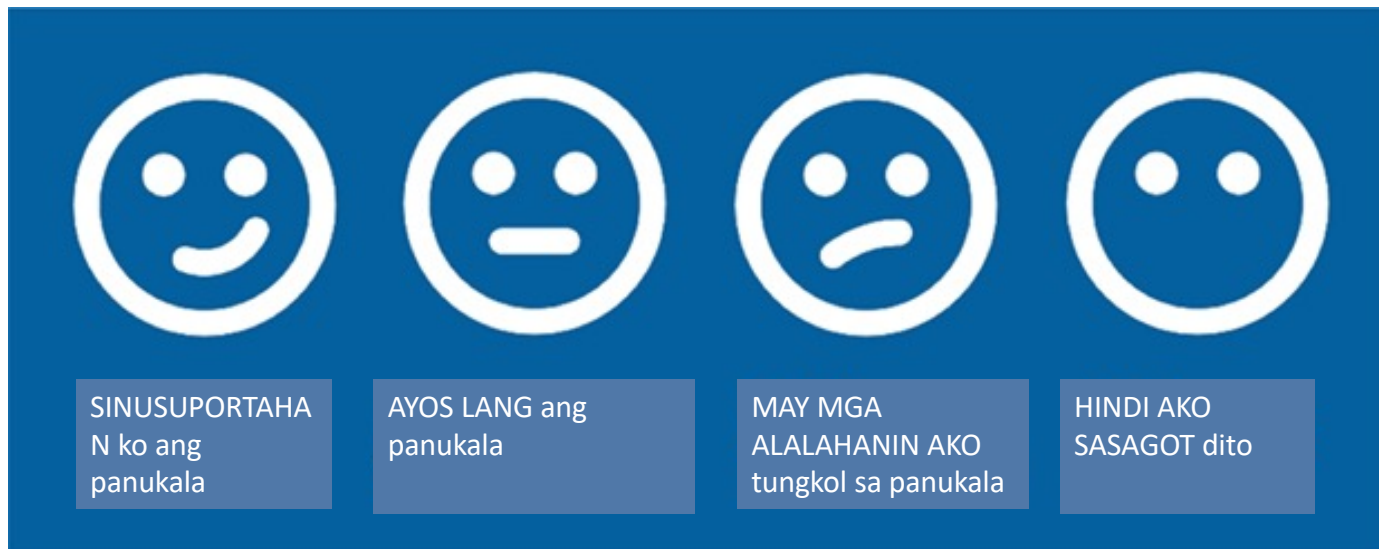 SINUSUPORTAHA
N ko ang
panukala
AYOS LANG ang
panukala
MAY MGA
ALALAHANIN AKO
tungkol sa panukala
HINDI AKO
SASAGOT dito